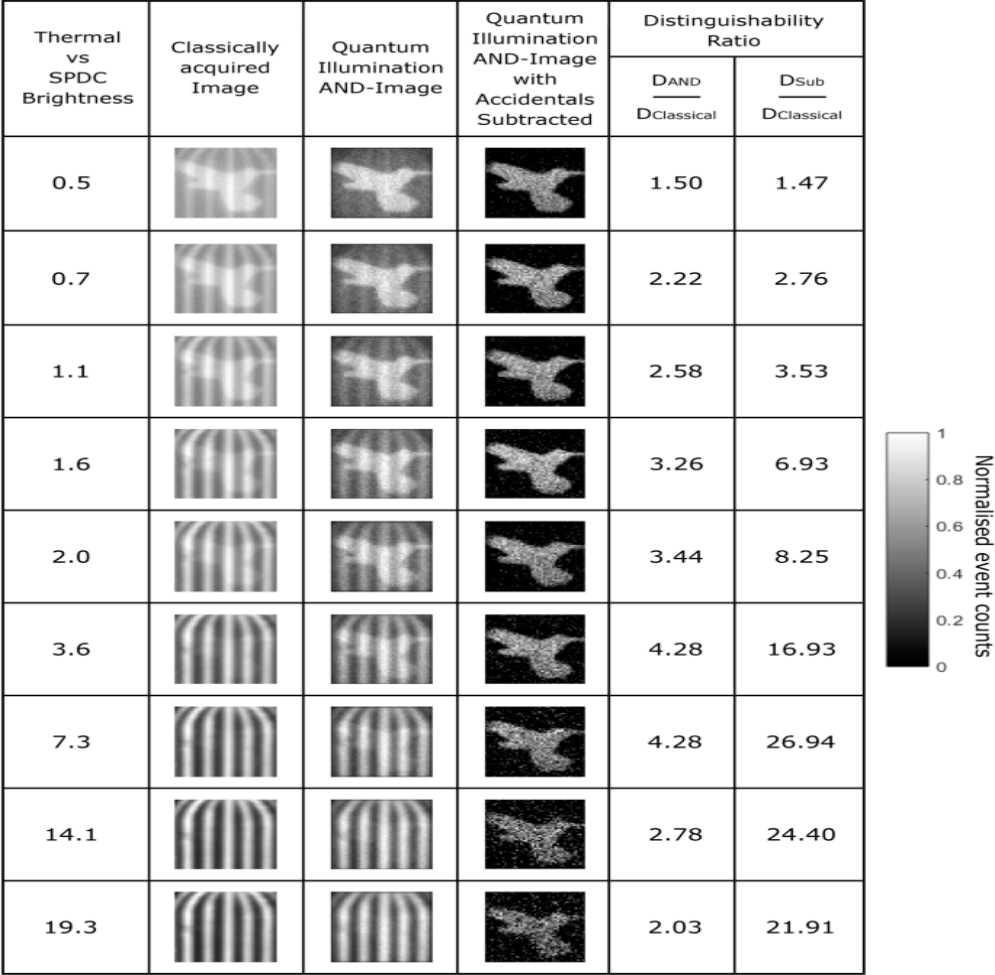 Thermal
vs
SPDC
Brightness
Classically
acquired
Image
Quantum
Illumination
AND-Image
Quantum
Illumination
AND-Image
with
Accidentals
Subtracted
Distinguishability
Ratio
DAND
DClassical
DSub
DClassical
0.5
1.50
1.47
0.7
2.22
2.76
1.1
2.58
3.53
1.6
3.26
6.93
2.0
3.44
8.25
3.6
4.28
16.93
7.3
4.28
26.94
14.1
2.78
24.40
19.3
2.03
21.91
1
0.8
0.6
0.4
0.2
0
Normalised event counts